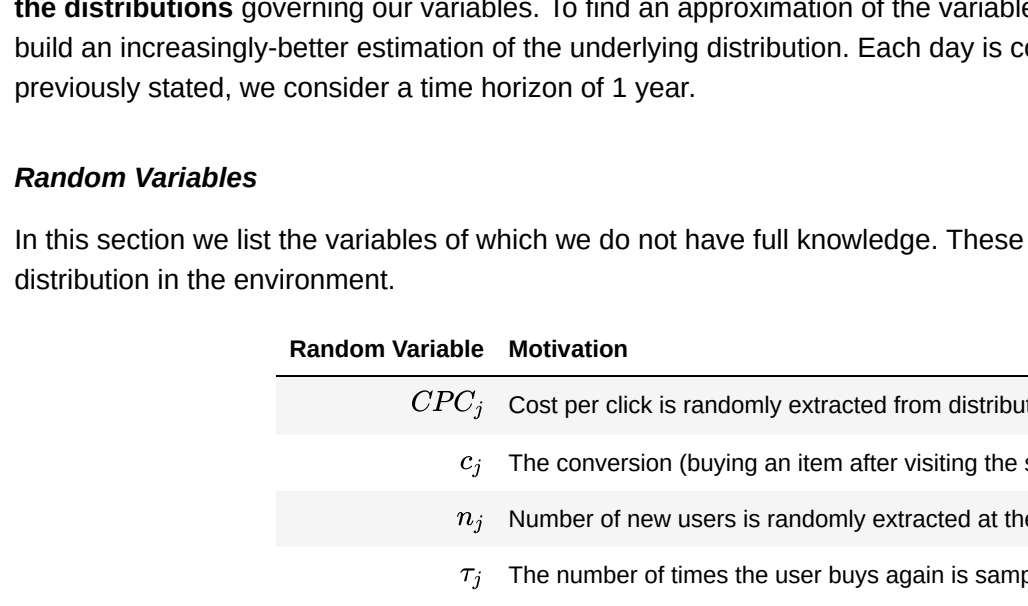 the distributions governing our variables. To find an approximation of the variable
build an increasingly-better estimation of the underlying distribution. Each day is
previously stated, we consider a time horizon of 1 year.
Random Variables
In this section we list the variables of which we do not have full knowledge. These
distribution in the environment.
Random Variable Motivation
CPC_j Cost per click is randomly extracted from
c_j The conversion (buying an item after visiting the
n_j Number of new users is randomly extracted at
τ_j The number of times the user buys again is